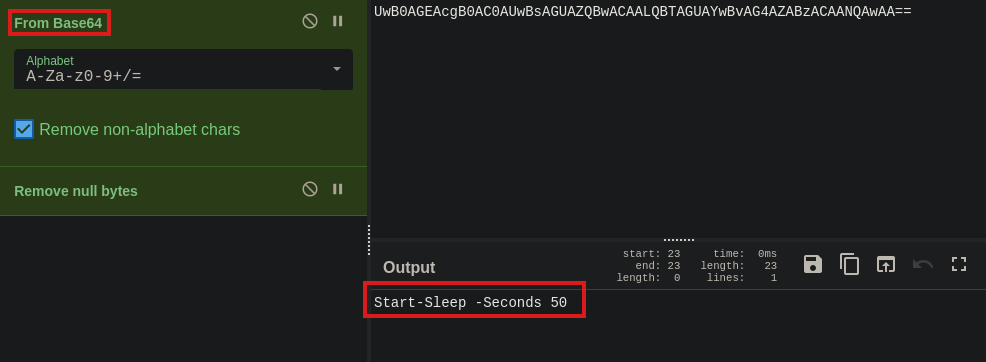 From Base64
Alphabet
A-Za-z0-9+/=
Remove non-alphabet chars
Remove null bytes
UwB0AGEAcgB0AC0AUwBsAGUAZQBwACAALQBTAGUAYwBvAG4AZABzACAANQAwAA==
Output
start: 23 time: 0ms
end: 23 length: 23
length: 0 lines: 1
Start-Sleep -Seconds 50